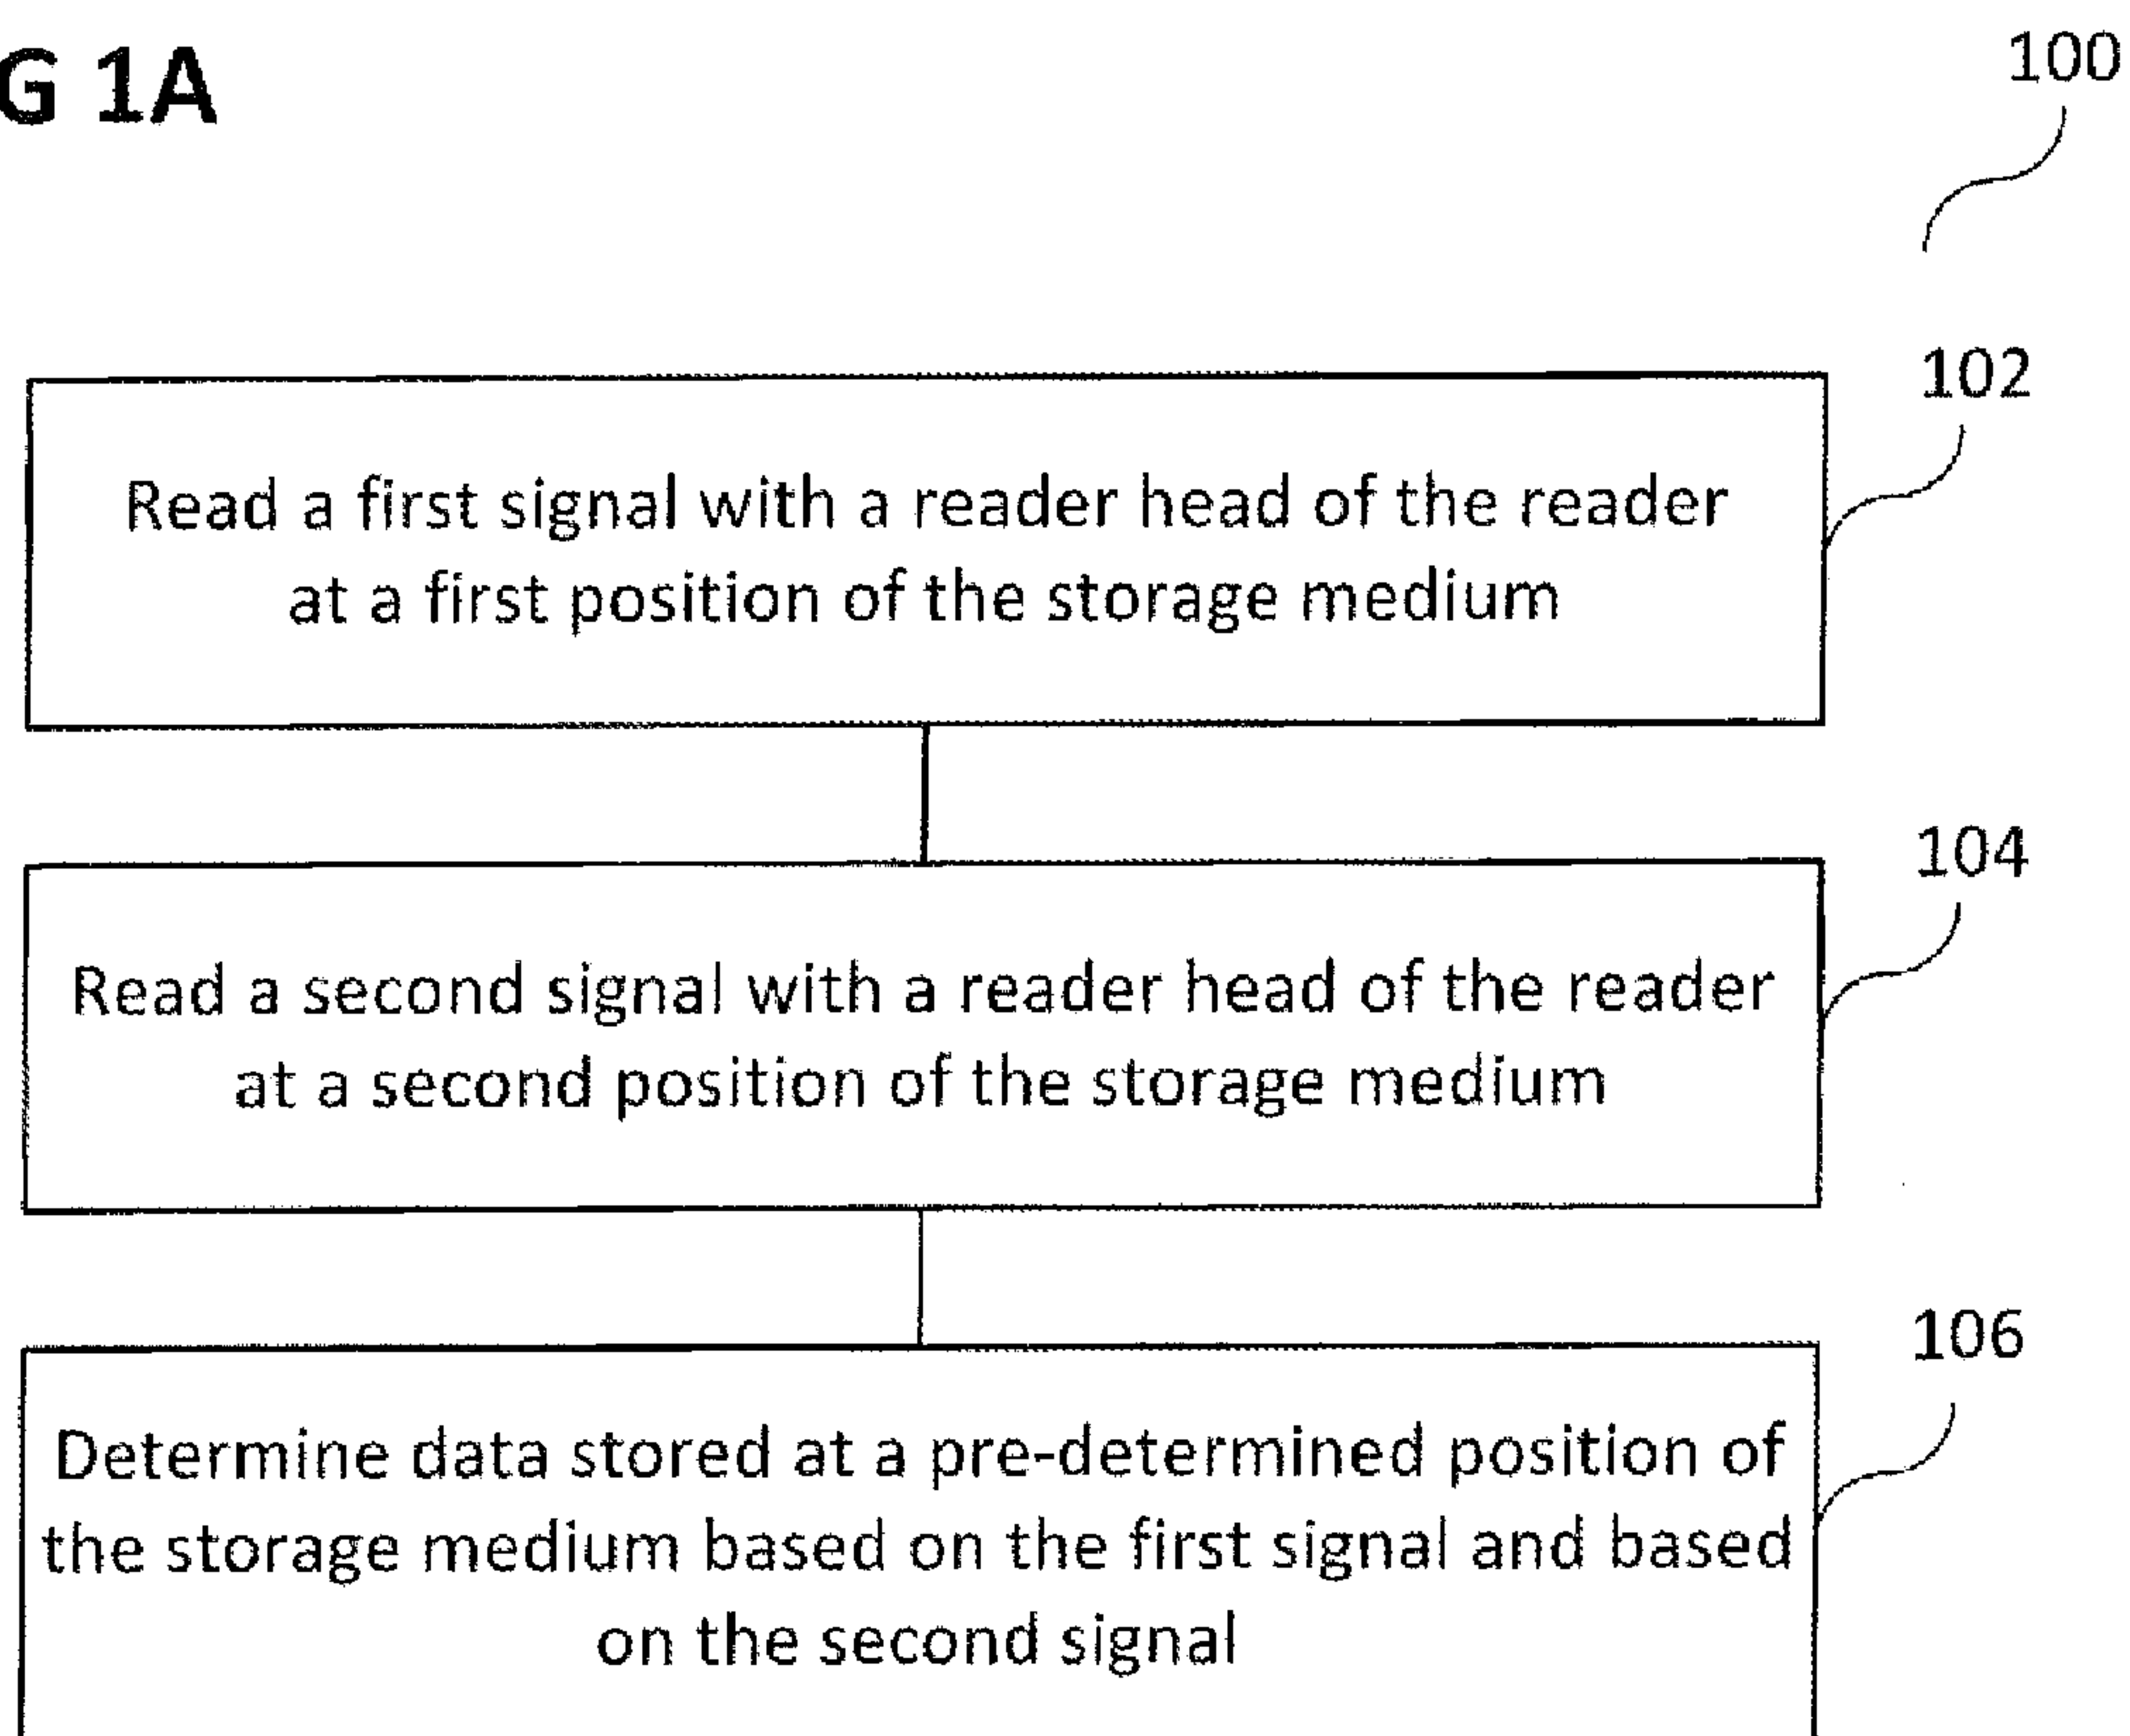 G 1A
100
102
Read a first signal with a reader head of the reader
at a first position of the storage medium
104
Read a second signal with a reader head of the reader
at a second position of the storage medium
106
Determine data stored at a pre-determined position of
the storage medium based on the first signal and based
on the second signal